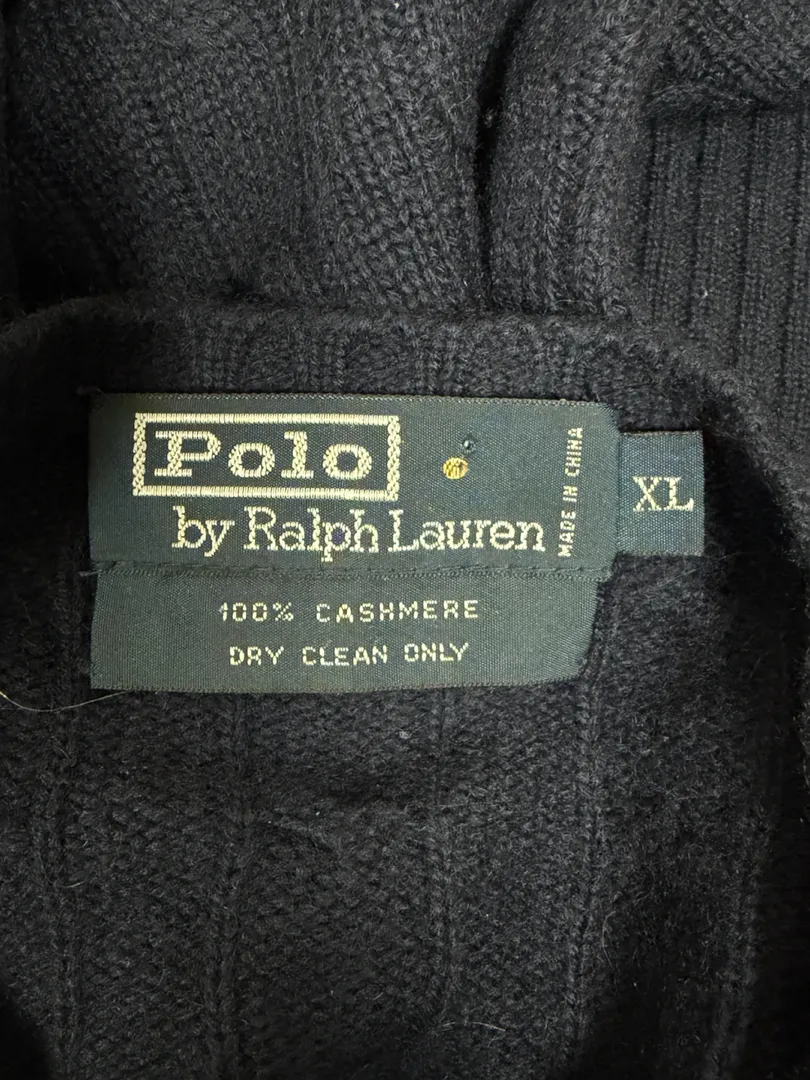 Polo
by Ralph Lauren
MADE IN CHINA
XL
100% CASHMERE
DRY CLEAN ONLY